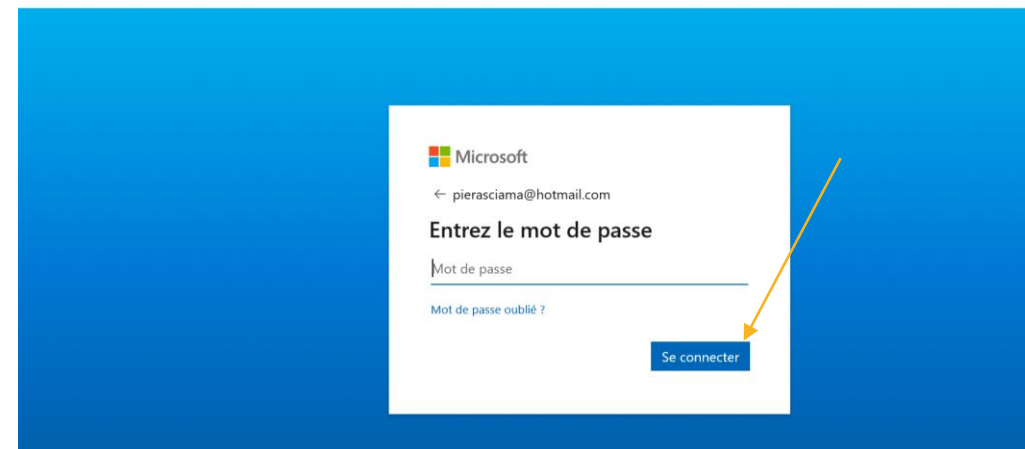 Microsoft
← pierasciama@hotmail.com
Entrez le mot de passe
Mot de passe
Mot de passe oublié ?
Se connecter